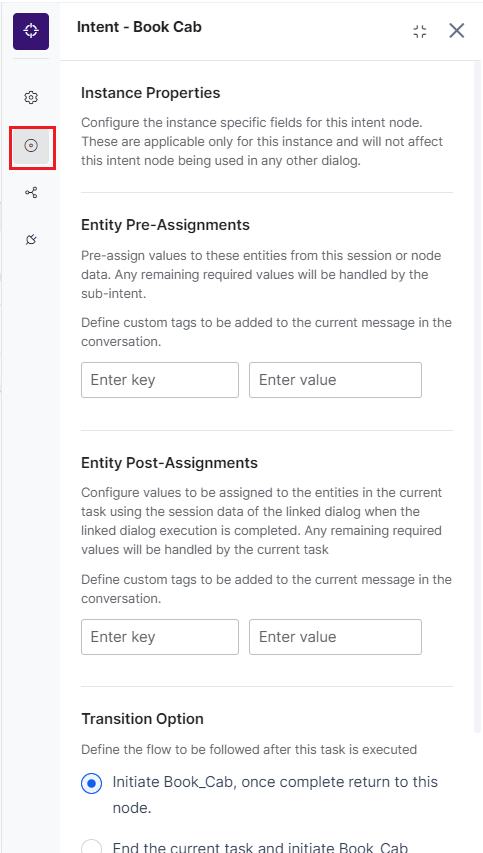 Intent - Book Cab
Instance Properties
Configure the instance specific fields for this intent node.
These are applicable only for this instance and will not affect
this intent node being used in any other dialog.
Entity Pre-Assignments
Pre-assign values to these entities from this session or node
data. Any remaining required values will be handled by the
sub-intent.
Define custom tags to be added to the current message in the
conversation.
Enter key
Enter value
Entity Post-Assignments
Configure values to be assigned to the entities in the current
task using the session data of the linked dialog when the
linked dialog execution is completed. Any remaining required
values will be handled by the current task
Define custom tags to be added to the current message in the
conversation.
Enter key
Enter value
Transition Option
Define the flow to be followed after this task is executed
Initiate Book_Cab, once complete return to this
node.
End the current task and initiate Book_Cab